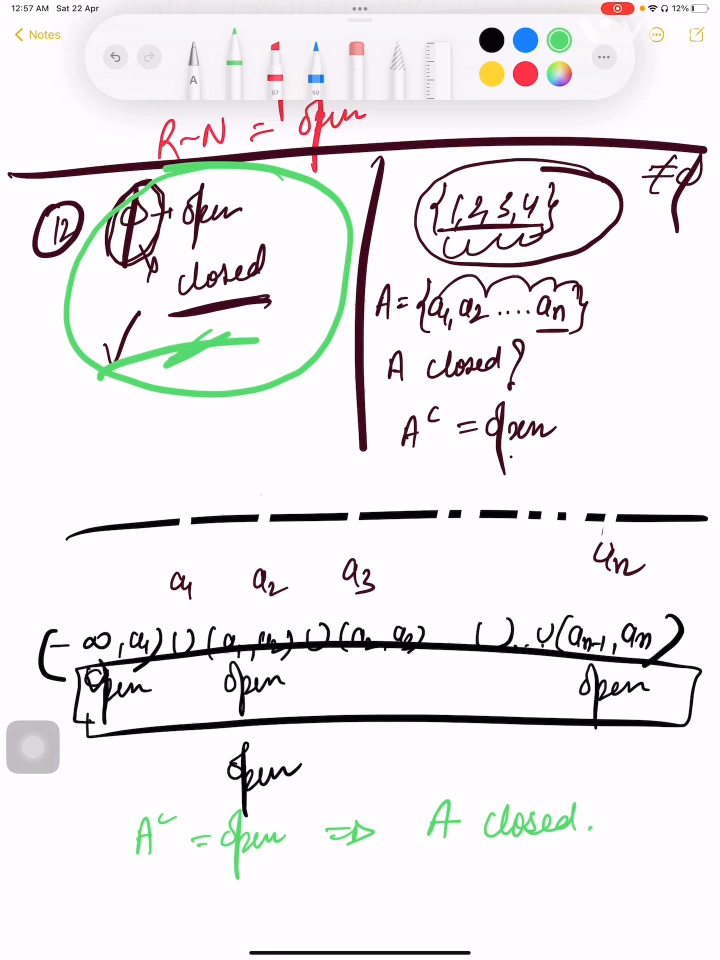 12:57 AM Sat 22 Apr
12%
Notes
A
57
50
R~N = open
12
φ → open
closed
{1,2,3,4}
≠φ
A = {a1, a2 .... an}
A closed?
A^c = open
a1 a2 a3 an
(-∞, a1) ∪ (a1, a2) ∪ (a2, a3) ∪ .. ∪ (an-1, an)
open open open
open
A^c = open ⇒ A closed.